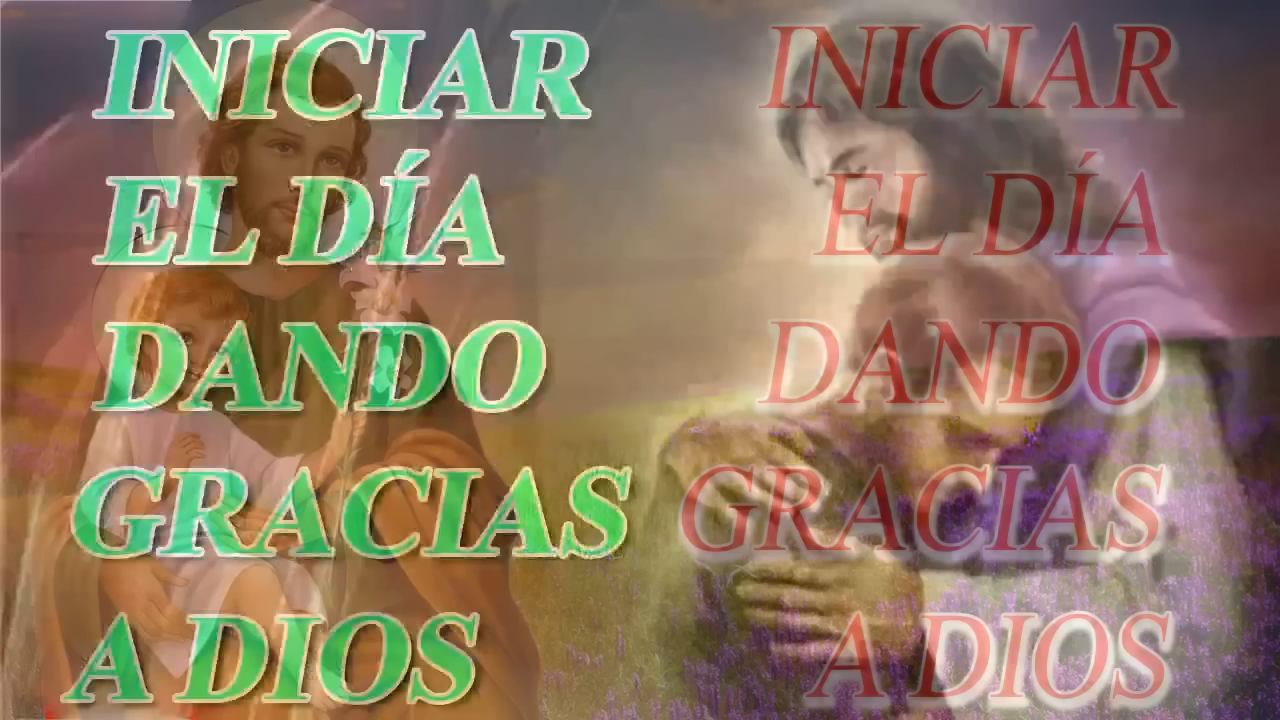 INICIAR
EL DÍA
DANDO
GRACIAS
A DIOS
INICIAR
EL DÍA
DANDO
GRACIAS
A DIOS